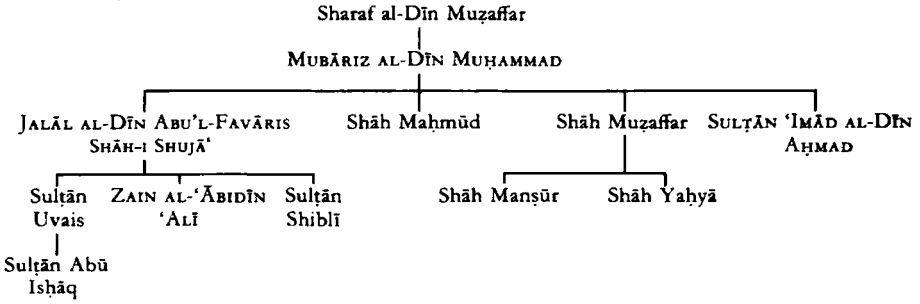 Sharaf al-Dīn Muẓaffar
MUBĀRIZ AL-DĪN MUḤAMMAD
JALĀL AL-DĪN ABU'L-FAVĀRIS
SHĀH-I SHUJĀ‘
Shāh Maḥmūd
Shāh Muẓaffar
SULṬĀN ‘IMĀD AL-DĪN
AḤMAD
Sulṭān
Uvais
ZAIN AL-‘ĀBIDĪN
‘ALĪ
Sulṭān
Shiblī
Shāh Manṣūr
Shāh Yaḥyā
Sulṭān Abū
Isḥāq